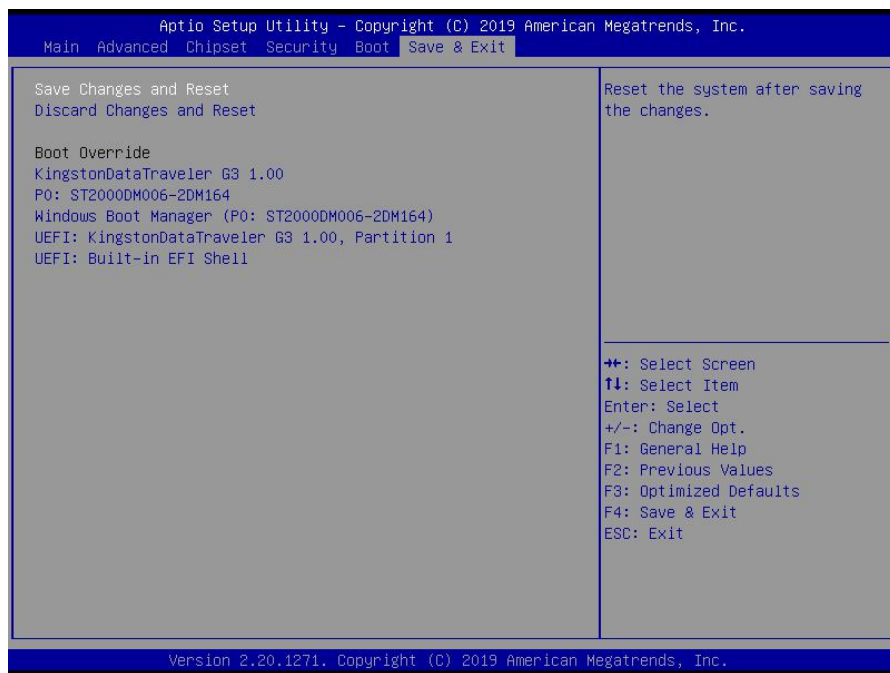 Aptio Setup Utility – Copyright (C) 2019 American Megatrends, Inc.
Main Advanced Chipset Security Boot Save & Exit
Save Changes and Reset
Discard Changes and Reset
Boot Override
KingstonDataTraveler G3 1.00
P0: ST2000DM006-2DM164
Windows Boot Manager (P0: ST2000DM006-2DM164)
UEFI: KingstonDataTraveler G3 1.00, Partition 1
UEFI: Built-in EFI Shell
Reset the system after saving
the changes.
→←: Select Screen
↑↓: Select Item
Enter: Select
+/-: Change Opt.
F1: General Help
F2: Previous Values
F3: Optimized Defaults
F4: Save & Exit
ESC: Exit
Version 2.20.1271. Copyright (C) 2019 American Megatrends, Inc.